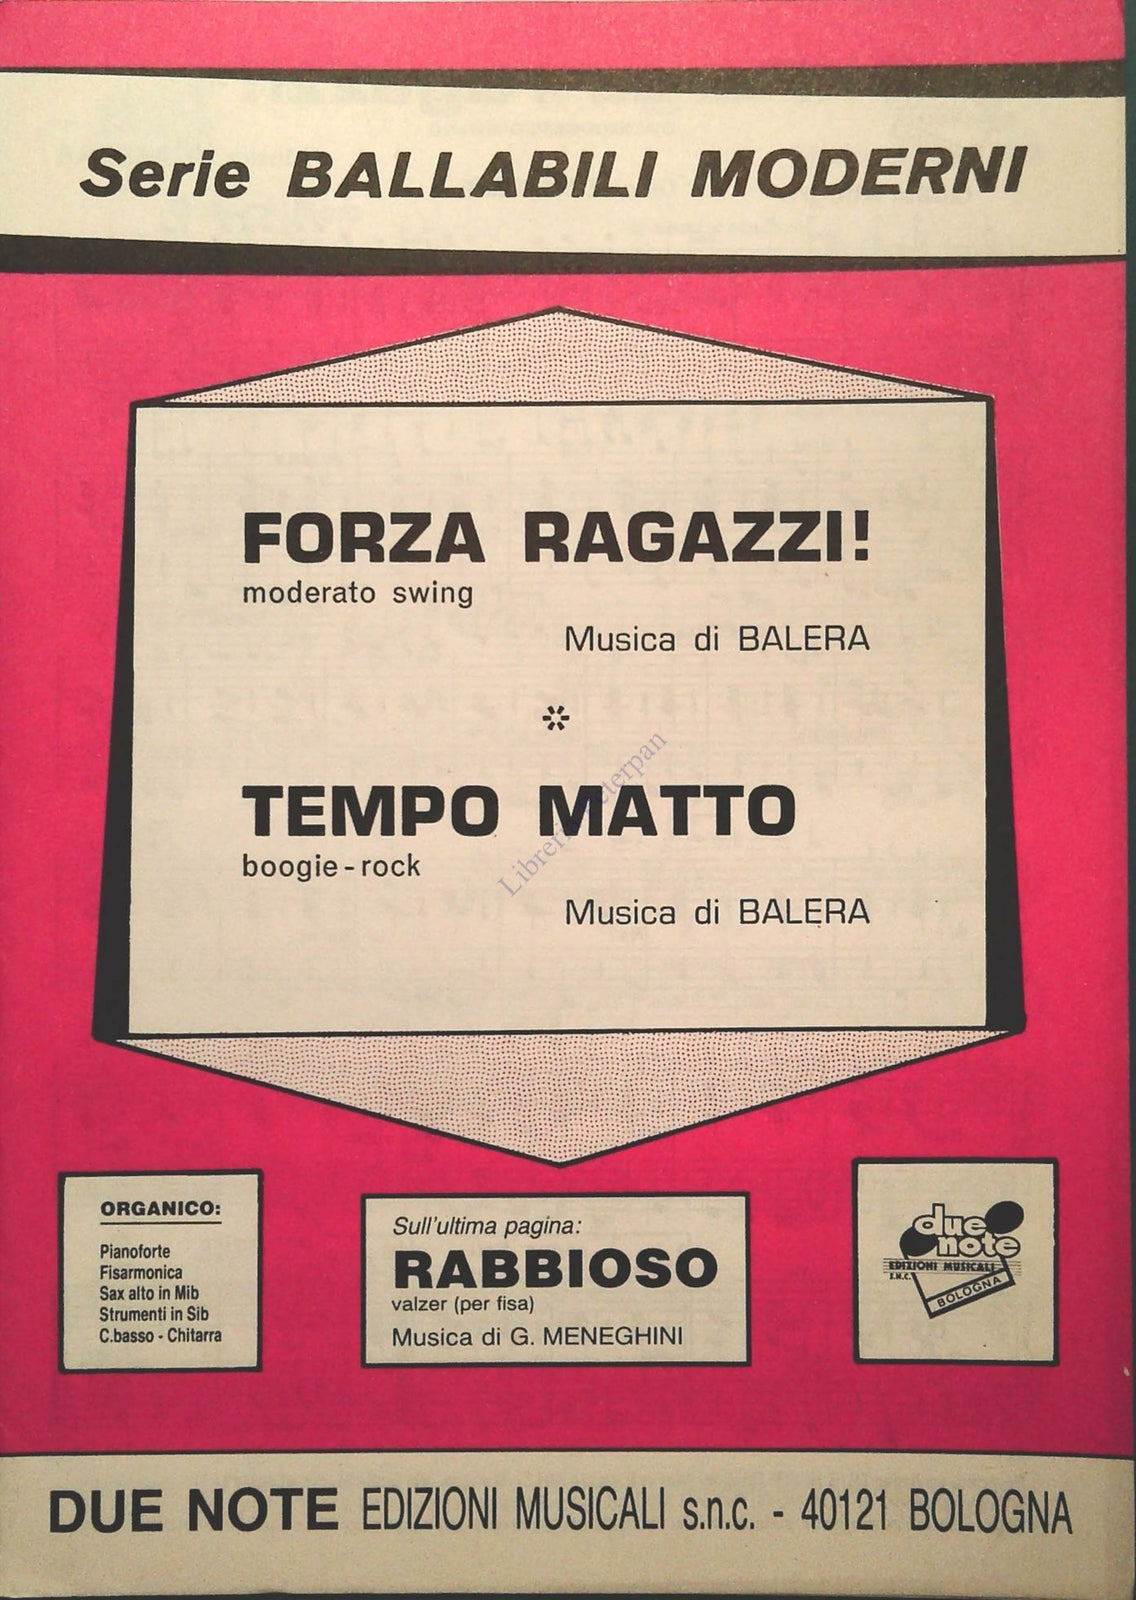 Serie BALLABILI MODERNI
FORZA RAGAZZI!
moderato swing
Musica di BALERA
TEMPO MATTO
boogie-rock
Musica di BALERA
Libreria Peterpan
ORGANICO:
Pianoforte
Fisarmonica
Sax alto in Mib
Strumenti in Sib
C.basso - Chitarra
Sull'ultima pagina:
RABBIOSO
valzer (per fisa)
Musica di G. MENEGHINI
due
note
EDIZIONI MUSICALI
s.n.c.
BOLOGNA
DUE NOTE EDIZIONI MUSICALI s.n.c. - 40121 BOLOGNA